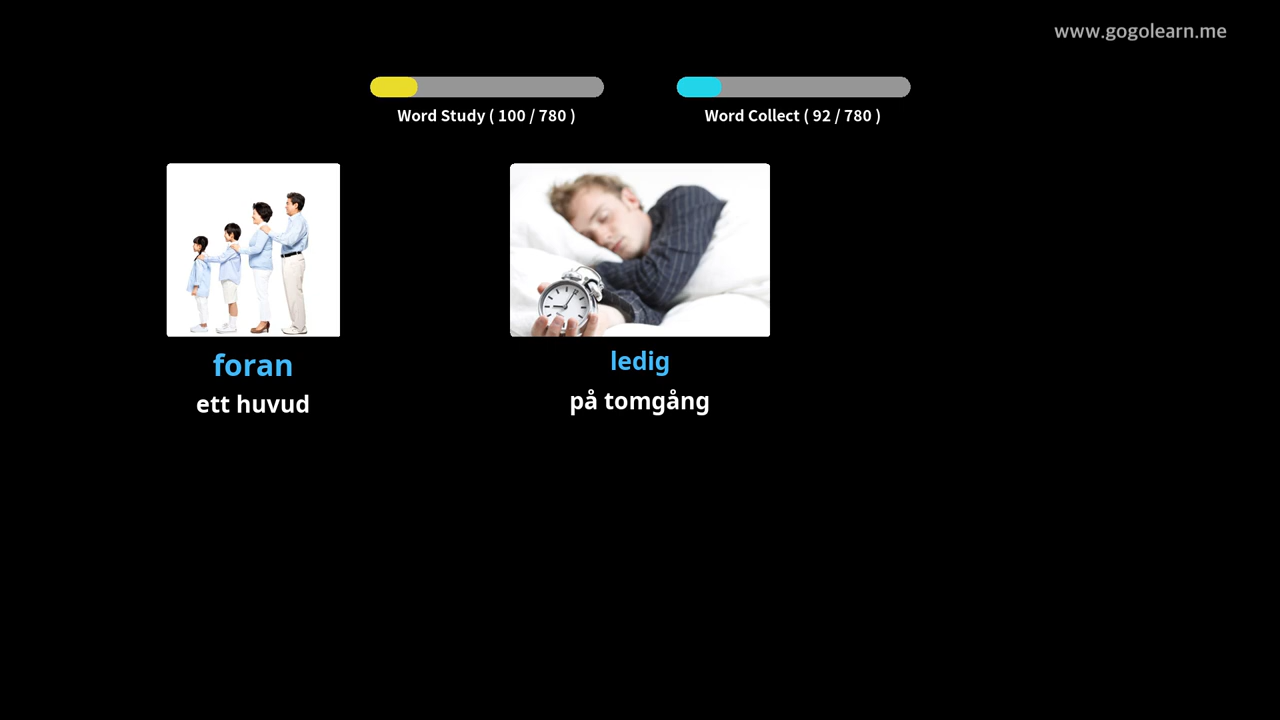 www.gogolearn.me
Word Study ( 100 / 780 )
Word Collect ( 92 / 780 )
foran
ett huvud
ledig
på tomgång